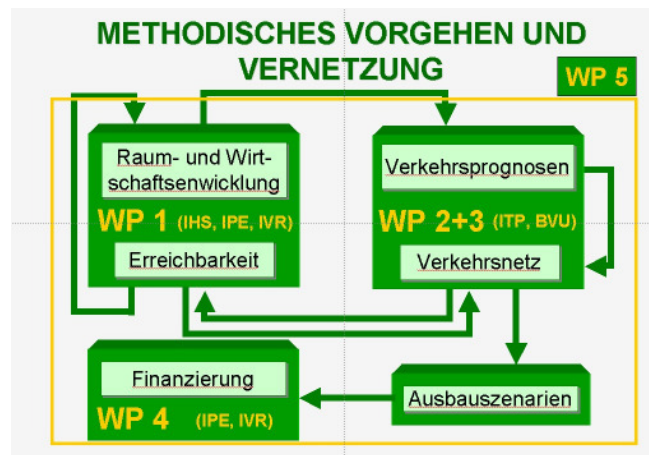 METHODISCHES VORGEHEN UND
VERNETZUNG
WP 5
Raum- und Wirt-
schaftsenwicklung
WP 1 (IHS, IPE, IVR)
Erreichbarkeit
Verkehrsprognosen
WP 2+3 (ITP, BVU)
Verkehrsnetz
Finanzierung
WP 4 (IPE, IVR)
Ausbauszenarien